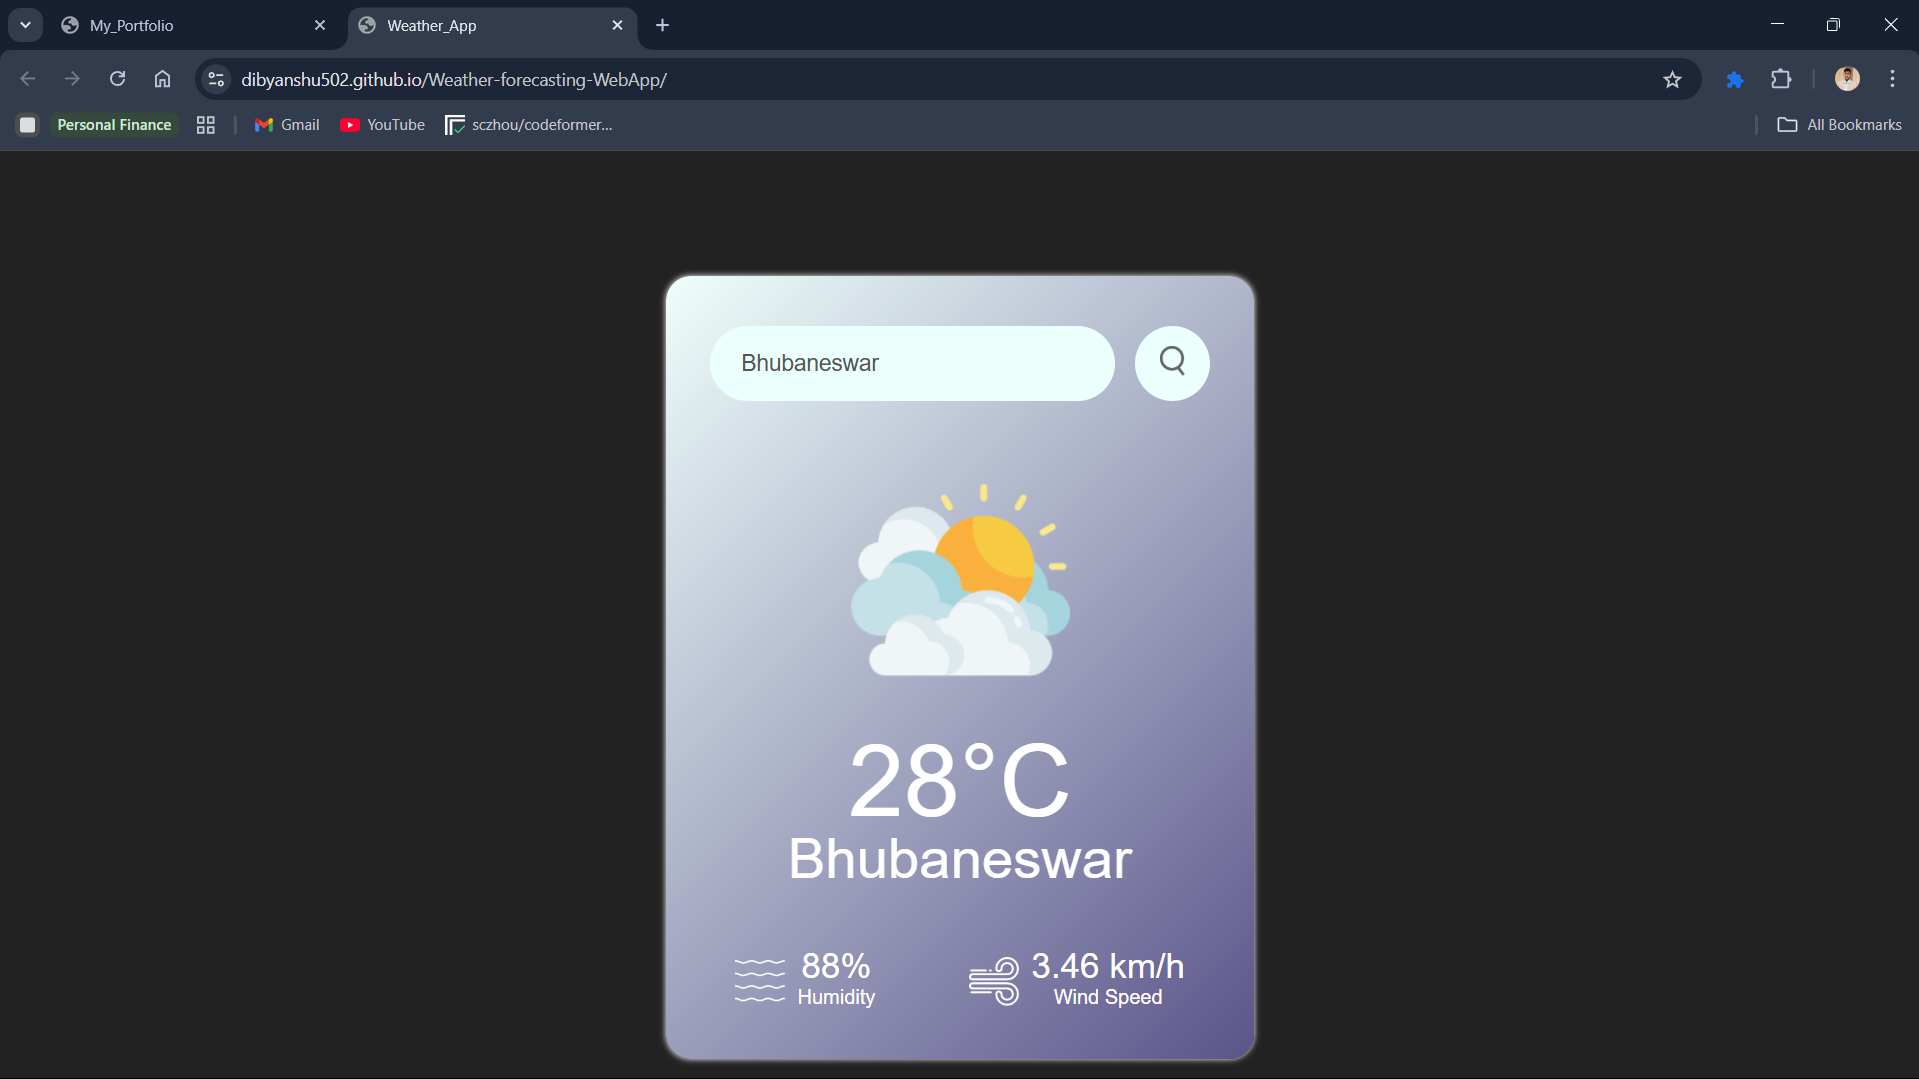 My_Portfolio
Weather_App
dibyanshu502.github.io/Weather-forecasting-WebApp/
Personal Finance
Gmail
YouTube
sczhou/codeformer...
All Bookmarks
Bhubaneswar
28°C
Bhubaneswar
88%
Humidity
3.46 km/h
Wind Speed